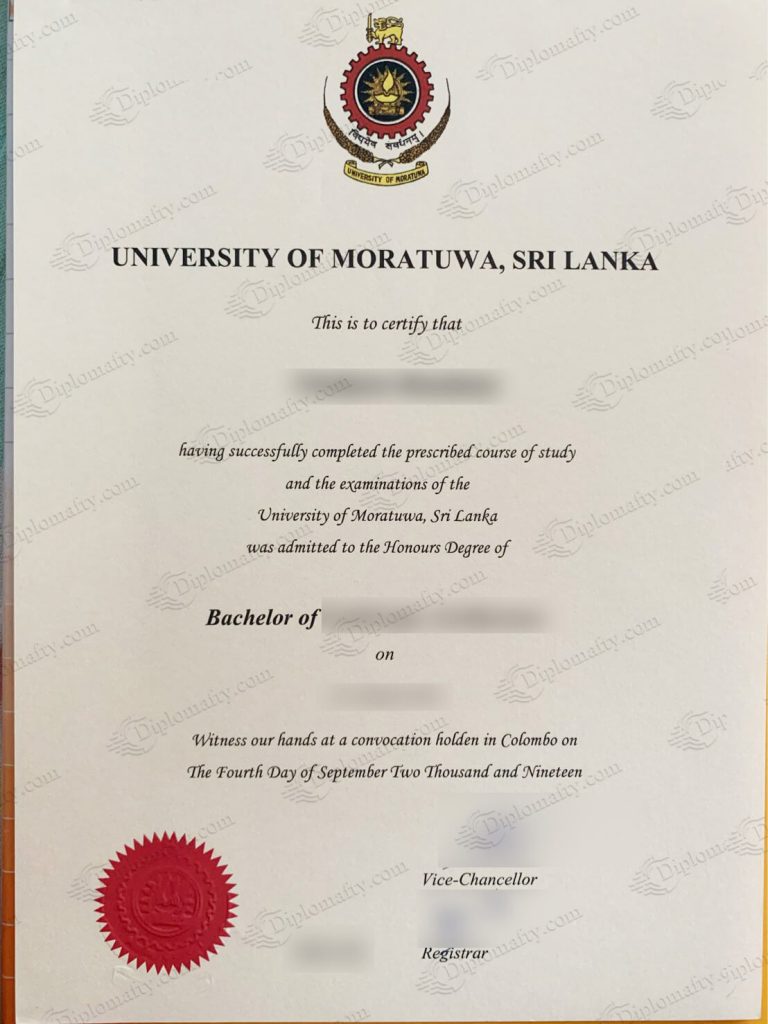 विद्यैव सर्वधनम्।
UNIVERSITY OF MORATUWA
UNIVERSITY OF MORATUWA, SRI LANKA
This is to certify that
having successfully completed the prescribed course of study
and the examinations of the
University of Moratuwa, Sri Lanka
was admitted to the Honours Degree of
Bachelor of
on
Witness our hands at a convocation holden in Colombo on
The Fourth Day of September Two Thousand and Nineteen
Vice-Chancellor
Registrar
Diplomafty.com